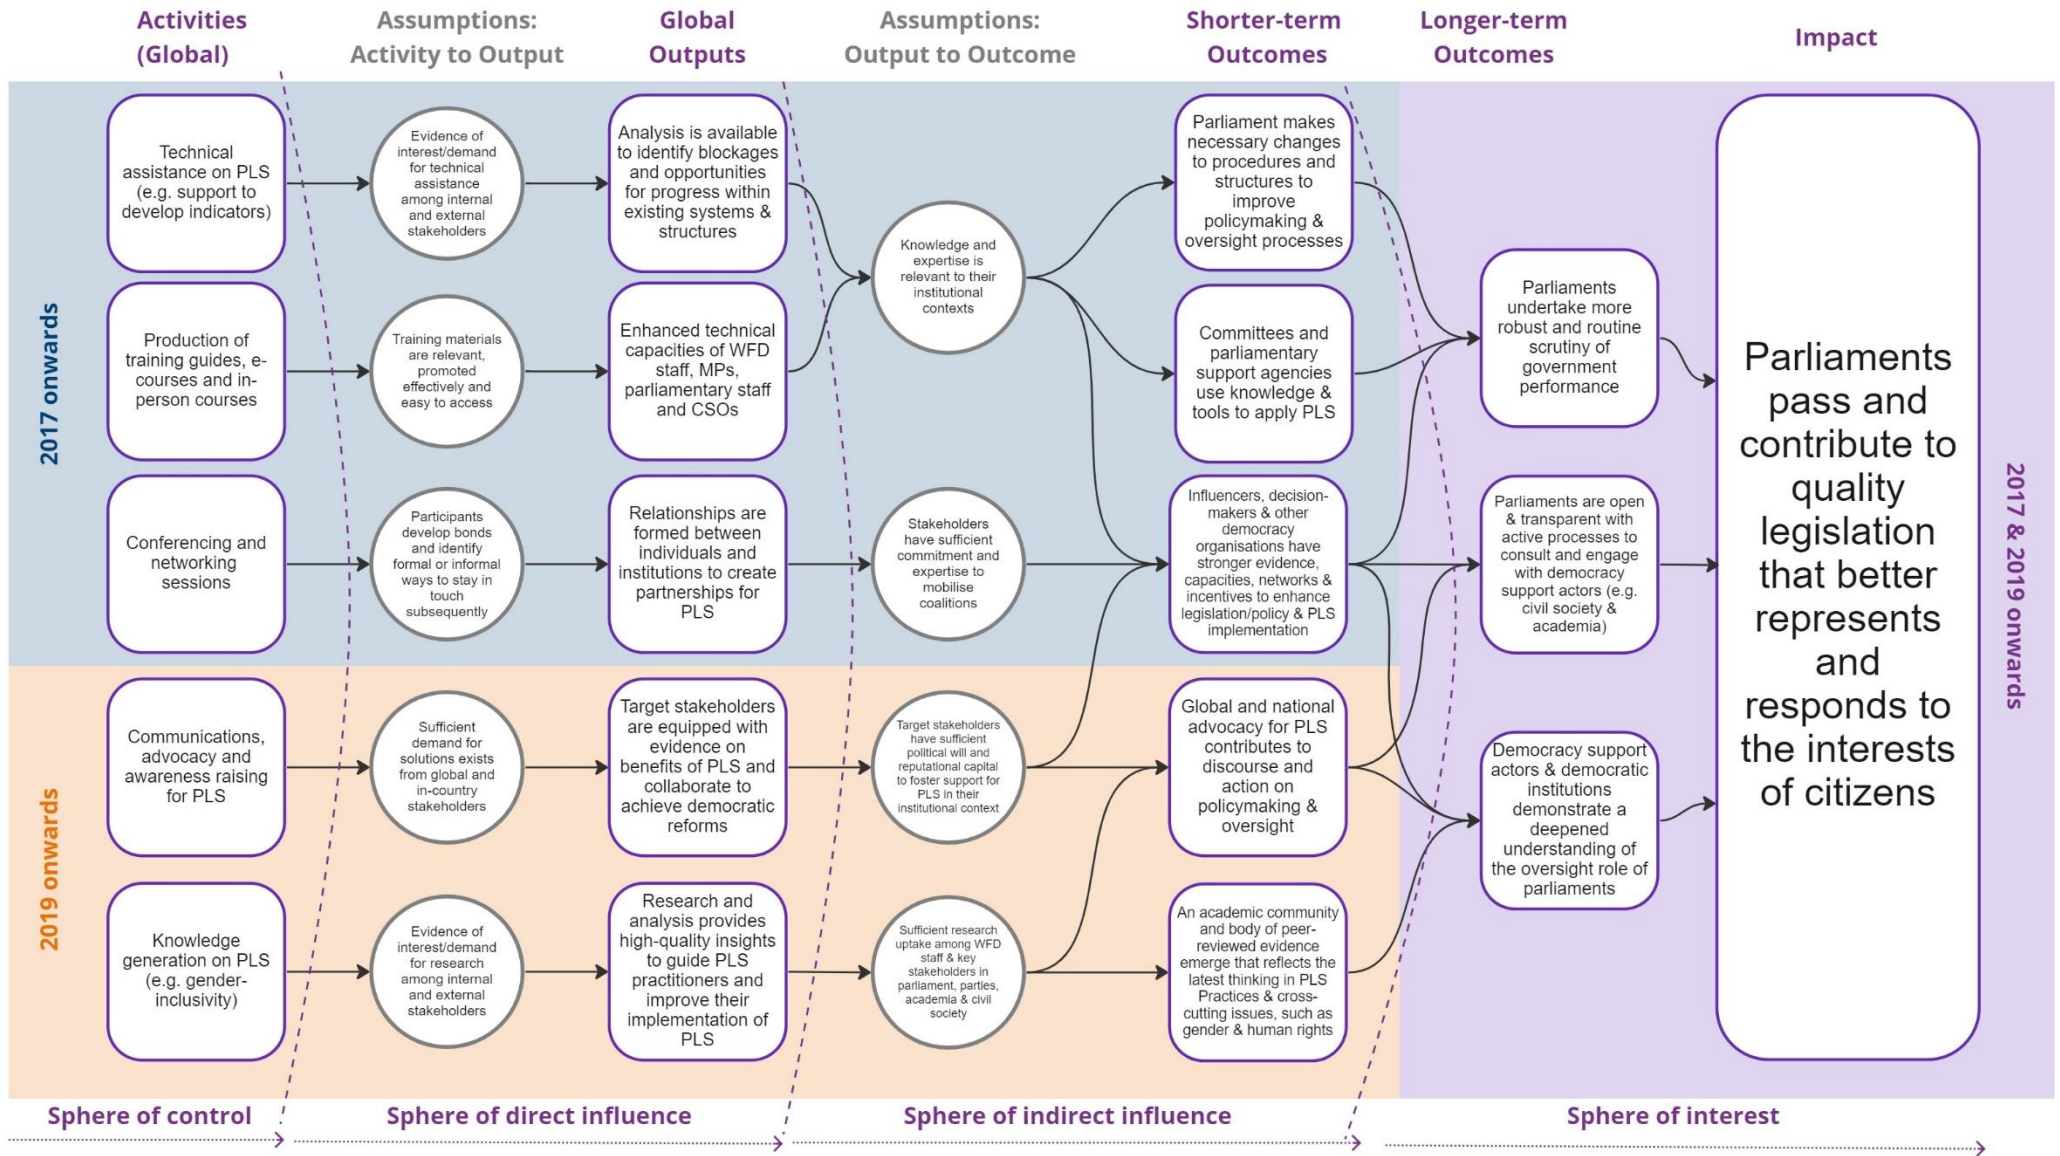 Activities
(Global)
Assumptions:
Activity to Output
Global
Outputs
Assumptions:
Output to Outcome
Shorter-term
Outcomes
Longer-term
Outcomes
Impact
2017 onwards
Technical
assistance on PLS
(e.g. support to
develop indicators)
Evidence of
interest/demand
for technical
assistance
among internal
and external
stakeholders
Analysis is available
to identify blockages
and opportunities
for progress within
existing systems &
structures
Production of
training guides, e-
courses and in-
person courses
Training materials
are relevant,
promoted
effectively and
easy to access
Enhanced technical
capacities of WFD
staff, MPs,
parliamentary staff
and CSOs
Knowledge and
expertise is
relevant to their
institutional
contexts
Parliament makes
necessary changes
to procedures and
structures to
improve
policymaking &
oversight processes
Committees and
parliamentary
support agencies
use knowledge &
tools to apply PLS
Conferencing and
networking
sessions
Participants
develop bonds
and identify
formal or informal
ways to stay in
touch
subsequently
Relationships are
formed between
individuals and
institutions to create
partnerships for
PLS
Stakeholders
have sufficient
commitment and
expertise to
mobilise
coalitions
Influencers, decision-
makers & other
democracy
organisations have
stronger evidence,
capacities, networks &
incentives to enhance
legislation/policy & PLS
implementation
2019 onwards
Communications,
advocacy and
awareness raising
for PLS
Sufficient
demand for
solutions exists
from global and
in-country
stakeholders
Target stakeholders
are equipped with
evidence on
benefits of PLS and
collaborate to
achieve democratic
reforms
Target stakeholders
have sufficient
political will and
reputational capital
to foster support for
PLS in their
institutional context
Global and national
advocacy for PLS
contributes to
discourse and
action on
policymaking &
oversight
Knowledge
generation on PLS
(e.g. gender-
inclusivity)
Evidence of
interest/demand
for research
among internal
and external
stakeholders
Research and
analysis provides
high-quality insights
to guide PLS
practitioners and
improve their
implementation of
PLS
Sufficient research
uptake among WFD
staff & key
stakeholders in
parliament, parties,
academia & civil
society
An academic community
and body of peer-
reviewed evidence
emerge that reflects the
latest thinking in PLS
Practices & cross-
cutting issues, such as
gender & human rights
Parliaments
undertake more
robust and routine
scrutiny of
government
performance
Parliaments are open
& transparent with
active processes to
consult and engage
with democracy
support actors (e.g.
civil society &
academia)
Democracy support
actors & democratic
institutions
demonstrate a
deepened
understanding of
the oversight role of
parliaments
Parliaments
pass and
contribute to
quality
legislation
that better
represents
and
responds to
the interests
of citizens
2017 & 2019 onwards
Sphere of control
Sphere of direct influence
Sphere of indirect influence
Sphere of interest